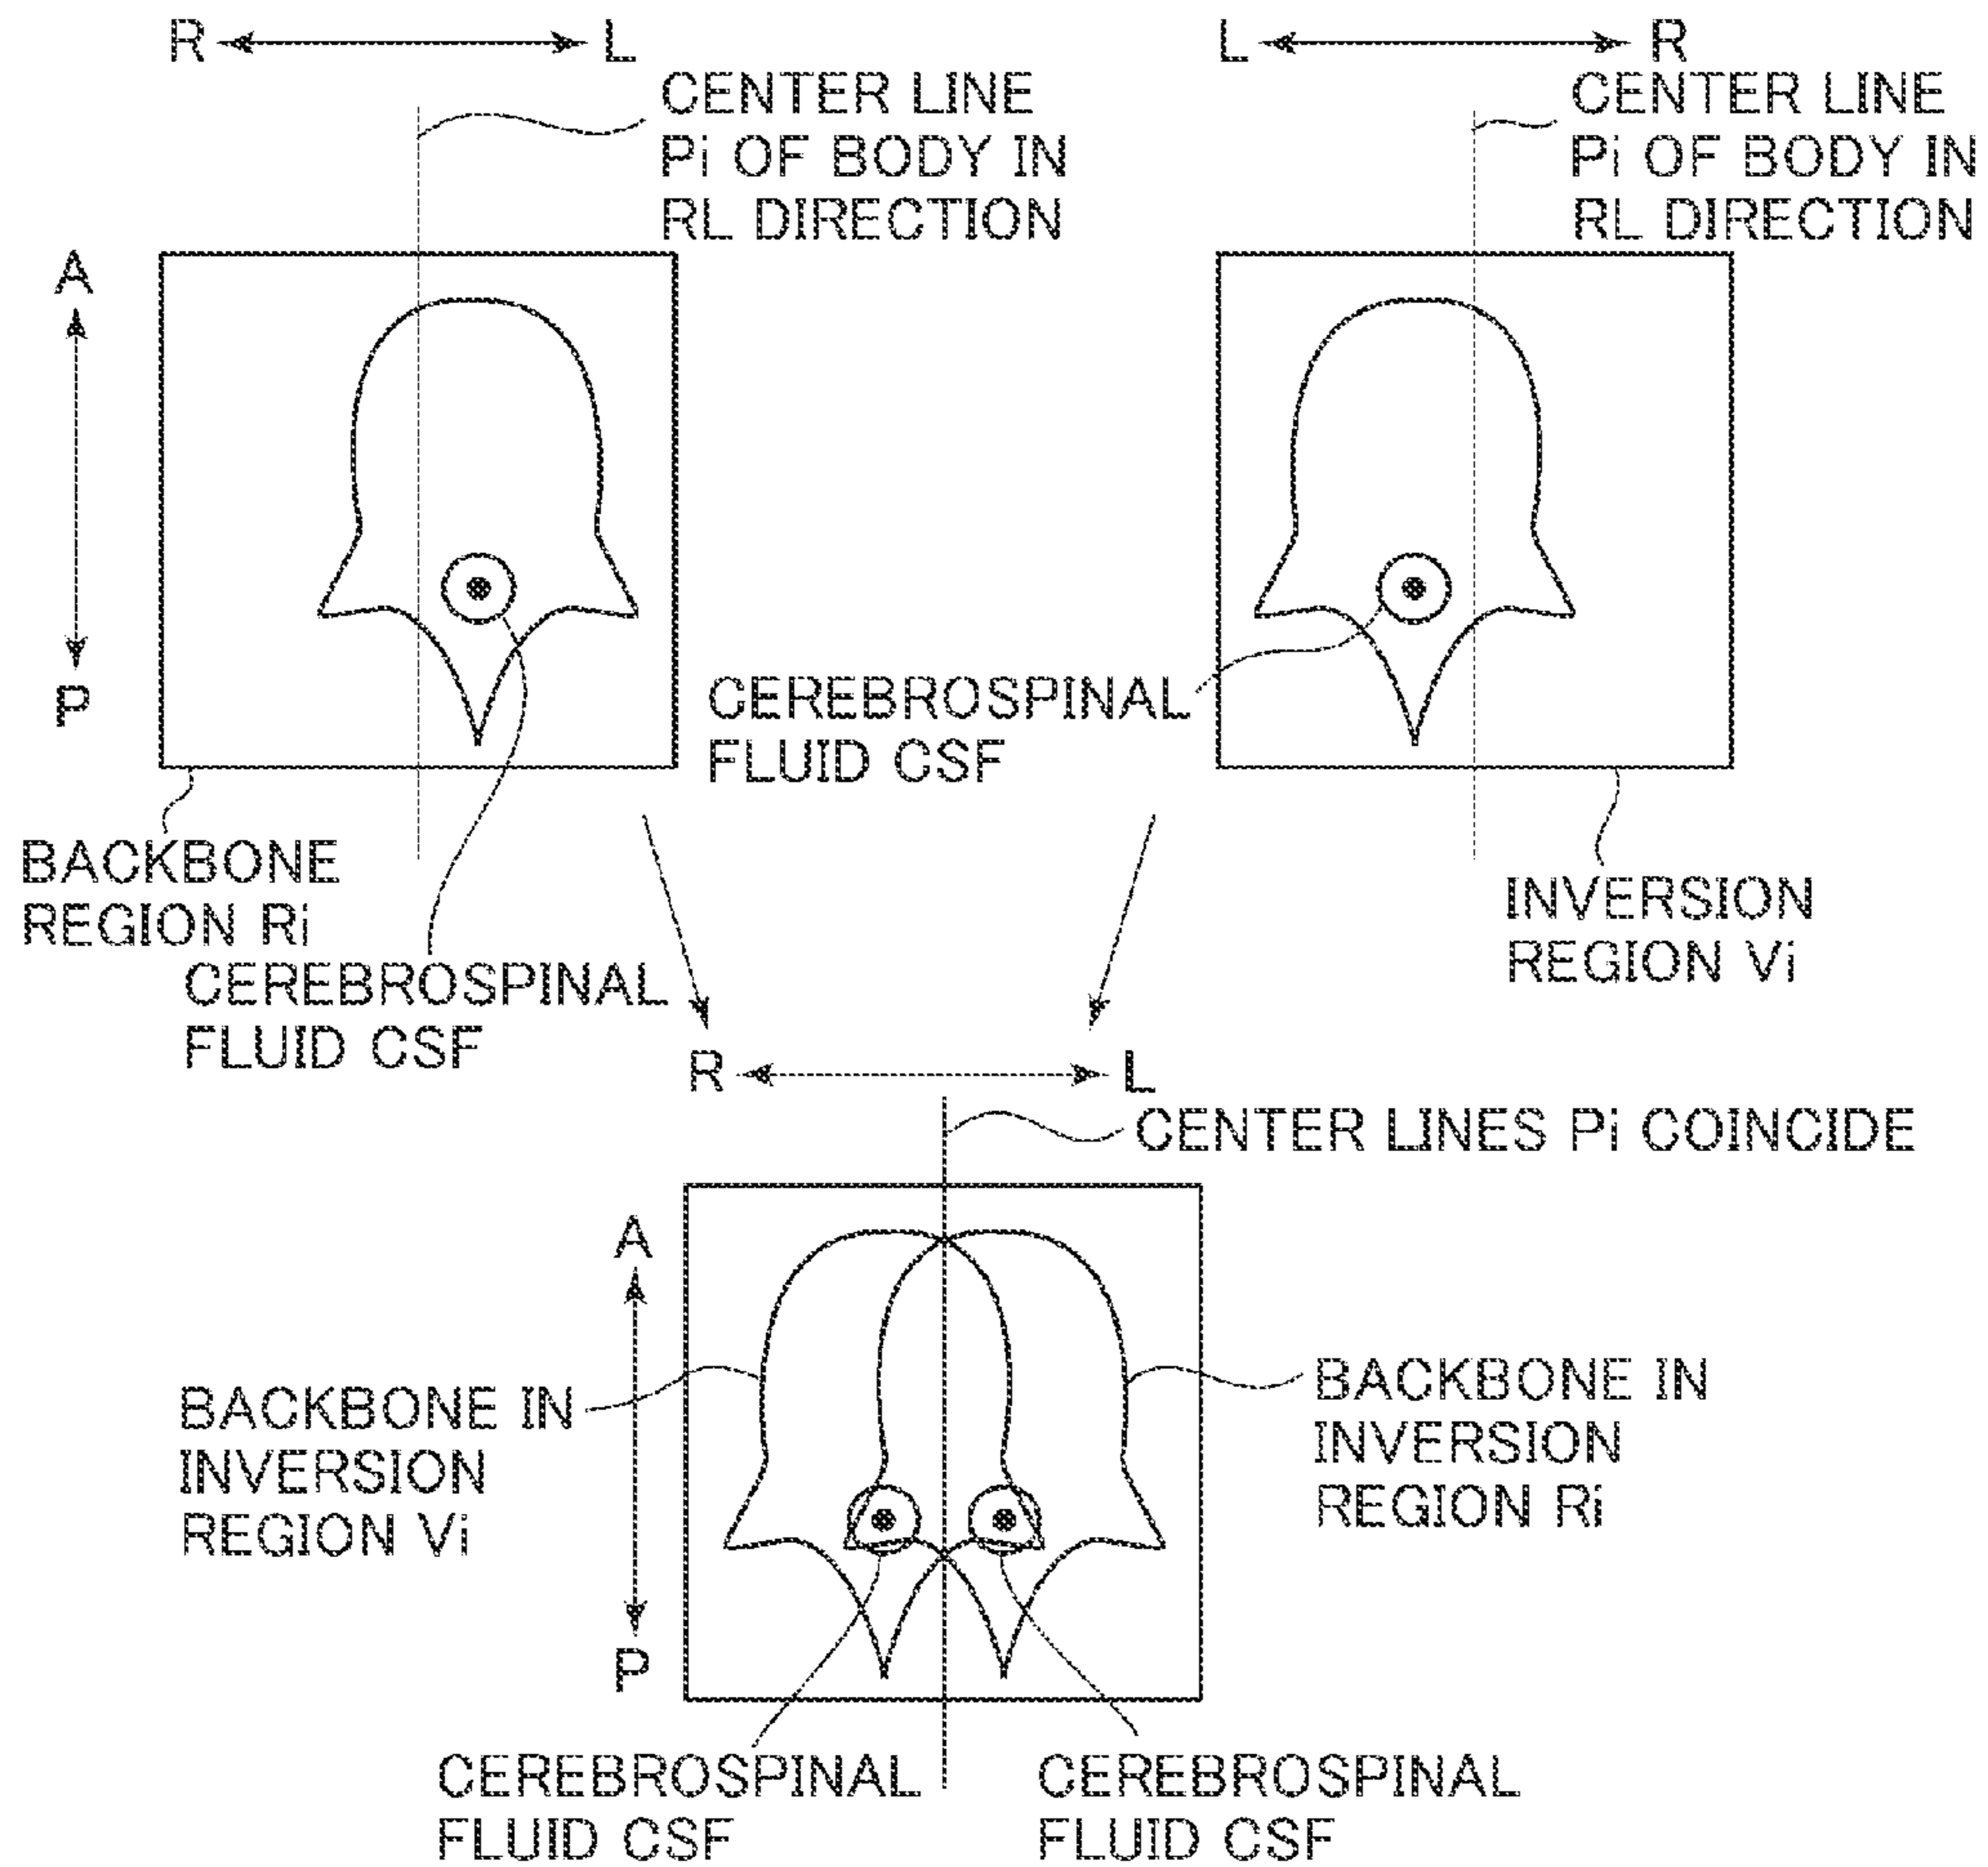 R L
CENTER LINE
Pi OF BODY IN
RL DIRECTION
A
P
BACKBONE
REGION Ri
CEREBROSPINAL
FLUID CSF
L R
CENTER LINE
Pi OF BODY IN
RL DIRECTION
CEREBROSPINAL
FLUID CSF
INVERSION
REGION Vi
R L
CENTER LINES Pi COINCIDE
A
P
BACKBONE IN
INVERSION
REGION Vi
BACKBONE IN
INVERSION
REGION Ri
CEREBROSPINAL
FLUID CSF
CEREBROSPINAL
FLUID CSF